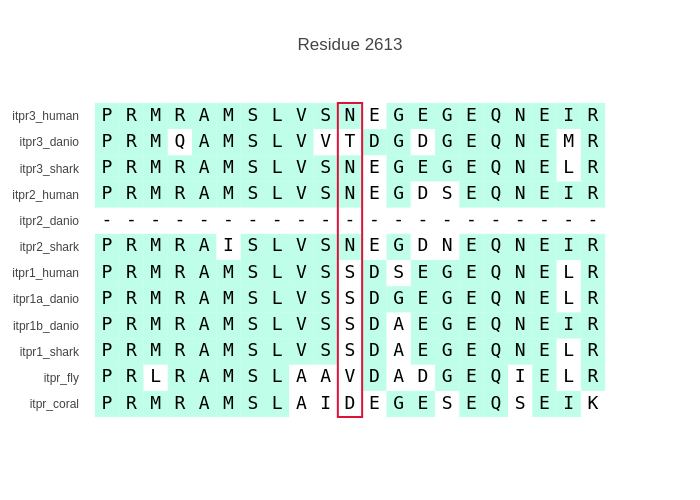 Residue 2613
itpr3_human P R M R A M S L V S N E G E G E Q N E I R
itpr3_danio P R M Q A M S L V V T D G D G E Q N E M R
itpr3_shark P R M R A M S L V S N E G E G E Q N E L R
itpr2_human P R M R A M S L V S N E G D S E Q N E I R
itpr2_danio - - - - - - - - - - - - - - - - - - - - -
itpr2_shark P R M R A I S L V S N E G D N E Q N E I R
itpr1_human P R M R A M S L V S S D S E G E Q N E L R
itpr1a_danio P R M R A M S L V S S D G E G E Q N E L R
itpr1b_danio P R M R A M S L V S S D A E G E Q N E I R
itpr1_shark P R M R A M S L V S S D A E G E Q N E L R
itpr_fly P R L R A M S L A A V D A D G E Q I E L R
itpr_coral P R M R A M S L A I D E G E S E Q S E I K